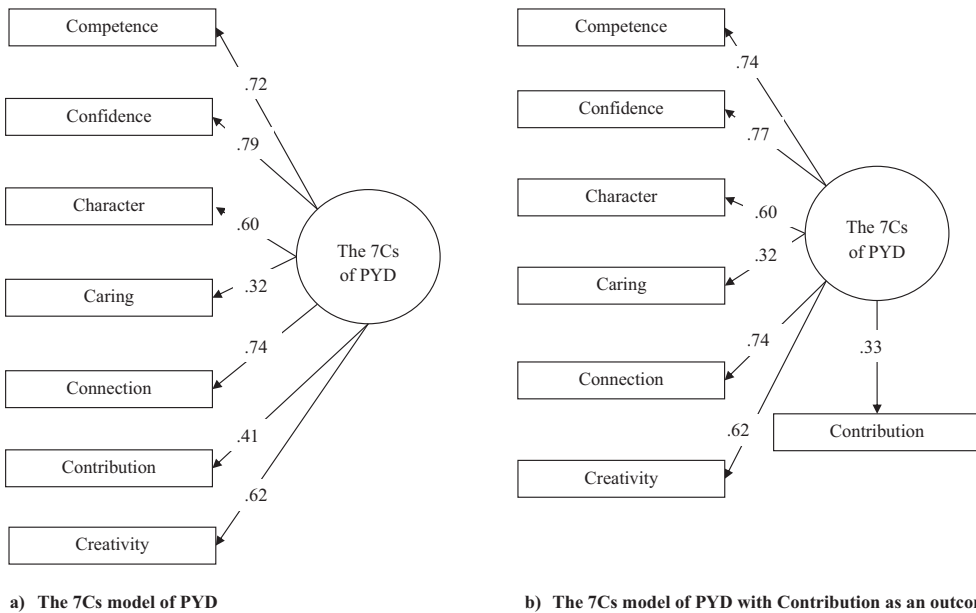 Competence
.72
Confidence
.79
Character
.60
The 7Cs
of PYD
Caring
.32
Connection
.74
Contribution
.41
Creativity
.62
a) The 7Cs model of PYD
Competence
.74
Confidence
.77
Character
.60
The 7Cs
of PYD
Caring
.32
Connection
.74
.33
Contribution
Creativity
.62
b) The 7Cs model of PYD with Contribution as an